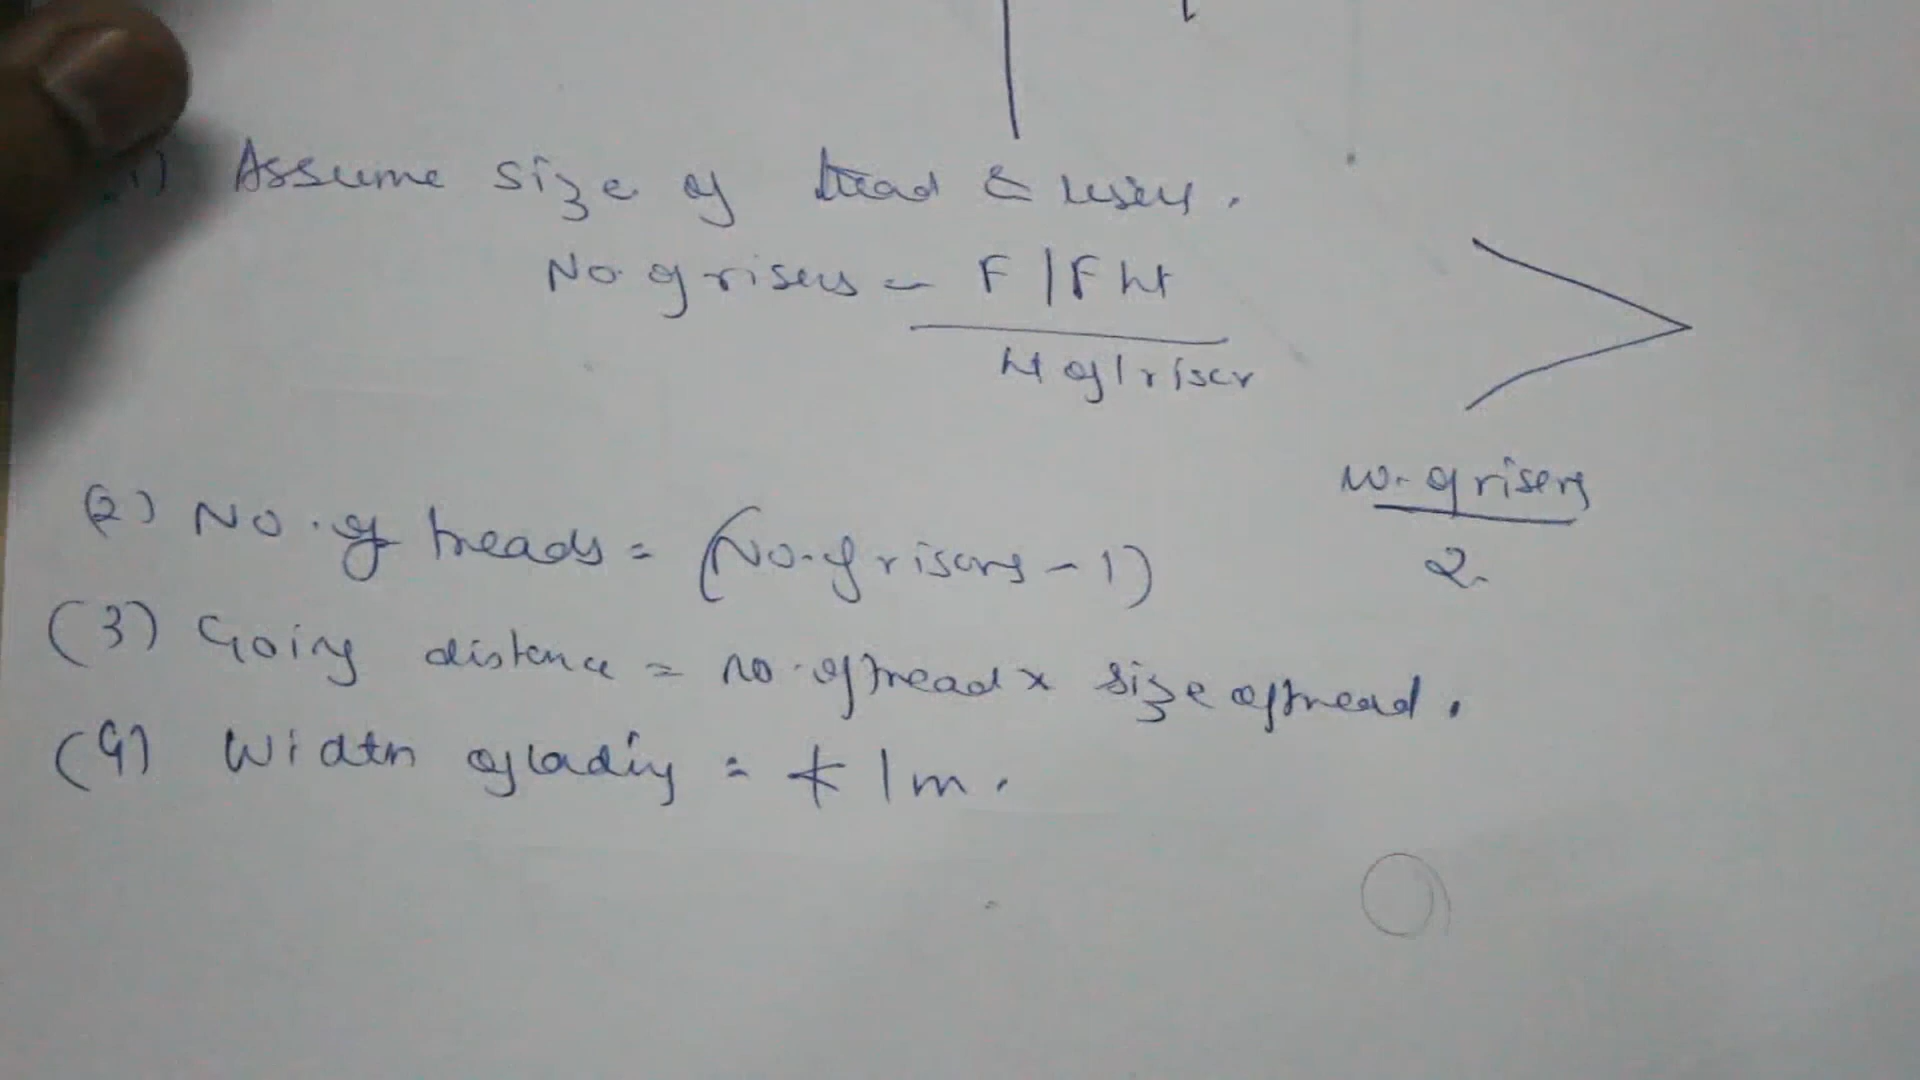 1) Assume size of tread & riser.
No. of risers = F/F ht
ht of 1 riser
No. of risers
2.
(2) No. of treads = (No. of risers - 1)
(3) Going distance = no. of tread x size of tread.
(4) Width of landing = ≮ 1m.